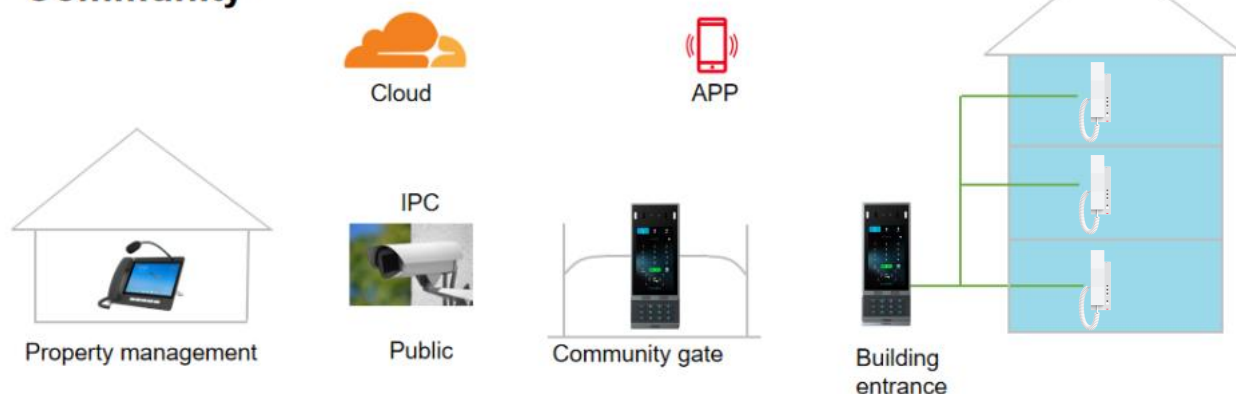 Community
Cloud
APP
IPC
Property management
Public
Community gate
Building
entrance